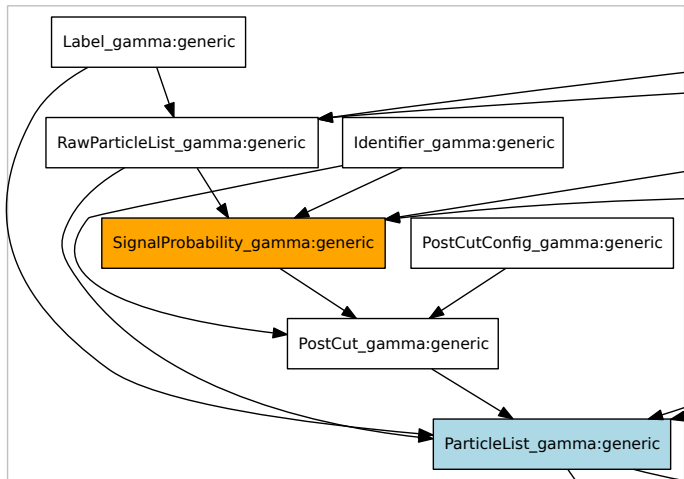 Label_gamma:generic
RawParticleList_gamma:generic
Identifier_gamma:generic
SignalProbability_gamma:generic
PostCutConfig_gamma:generic
PostCut_gamma:generic
ParticleList_gamma:generic